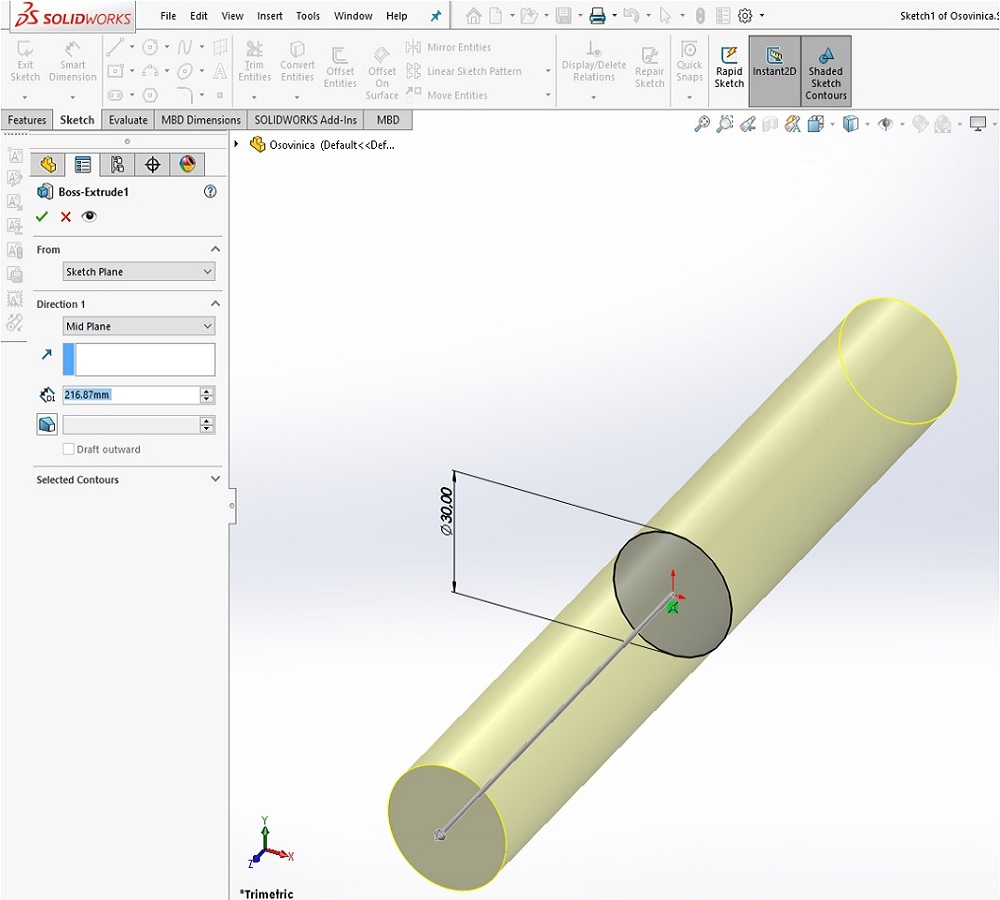 SOLIDWORKS File Edit View Insert Tools Window Help Sketch1 of Osovinica.S
Exit Sketch
Smart Dimension
Trim Entities
Convert Entities
Offset Entities
Offset On Surface
Mirror Entities
Linear Sketch Pattern
Move Entities
Display/Delete Relations
Repair Sketch
Quick Snaps
Rapid Sketch
Instant2D
Shaded Sketch Contours
Features Sketch Evaluate MBD Dimensions SOLIDWORKS Add-Ins MBD
Osovinica (Default<<Def...
Boss-Extrude1
From
Sketch Plane
Direction 1
Mid Plane
D1
216.87mm
Draft outward
Selected Contours
∅30.00
Y
X
Z
*Trimetric